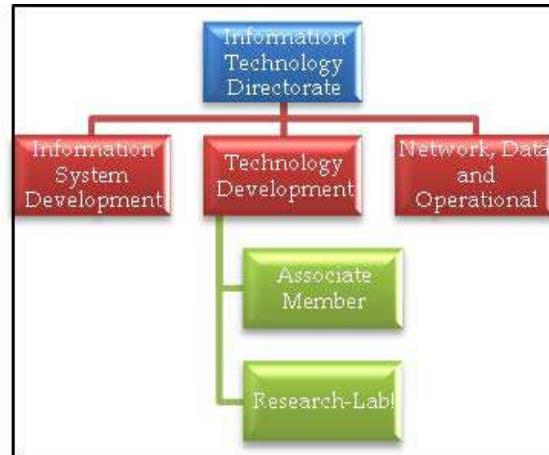 Information
Technology
Directorate
Information
System
Development
Technology
Development
Network, Data
and
Operational
Associate
Member
Research-Lab!